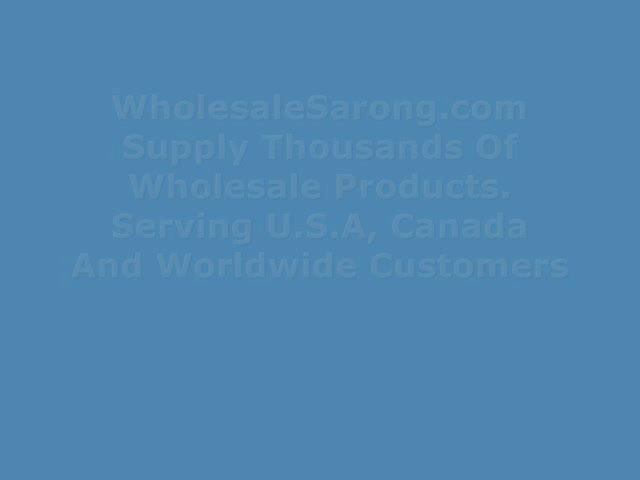 WholesaleSarong.com
Supply Thousands Of
Wholesale Products.
Serving U.S.A, Canada
And Worldwide Customers